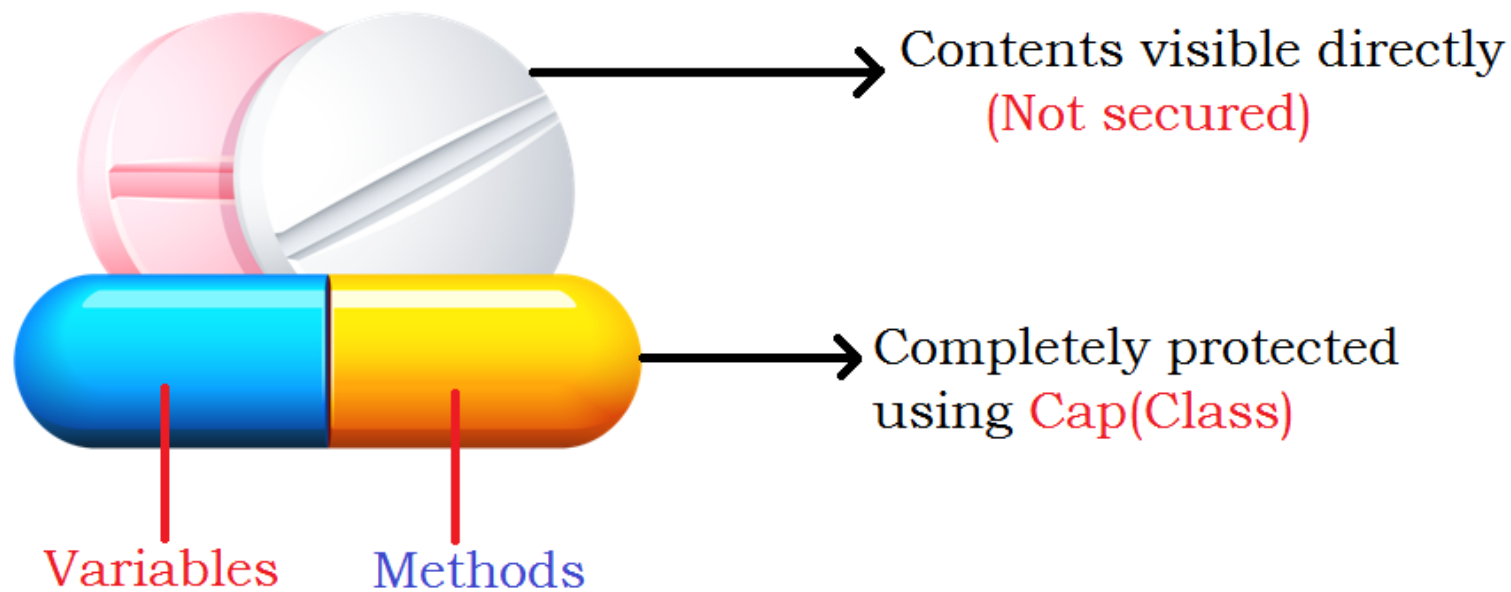 Contents visible directly
(Not secured)
Completely protected
using Cap(Class)
Variables
Methods